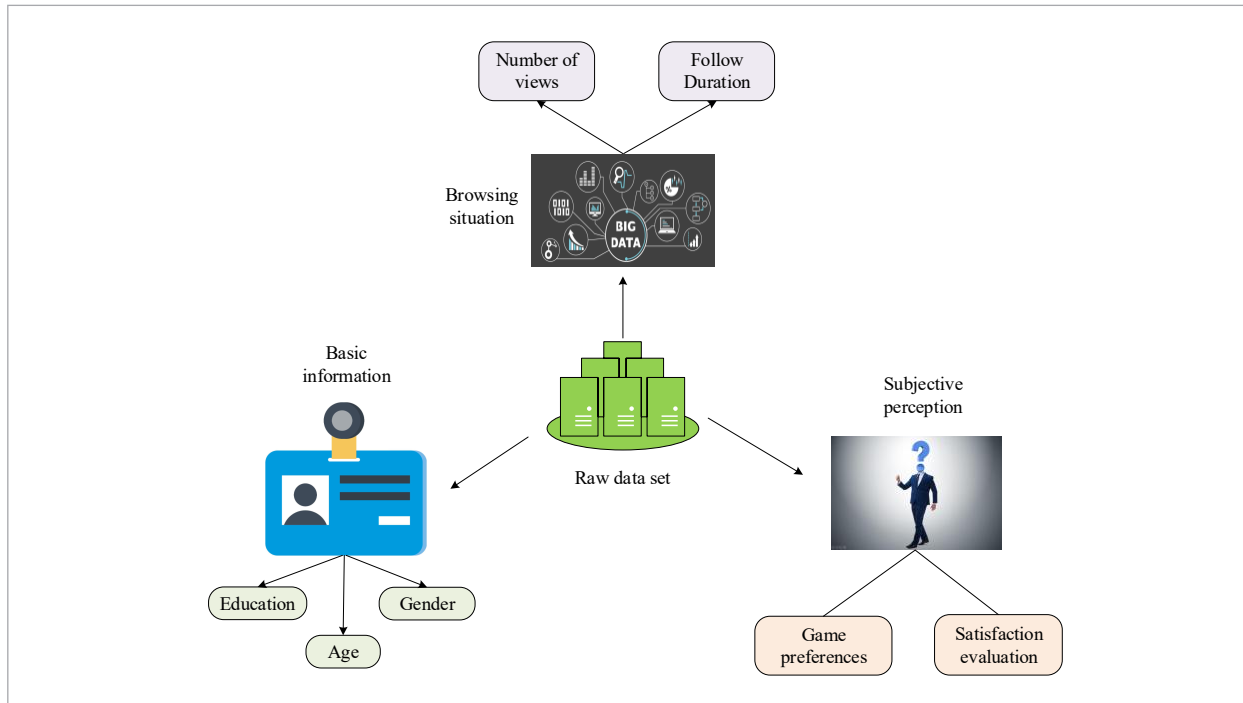 Number of
views
Follow
Duration
Browsing
situation
0101
1010
BIG
DATA
Basic
information
Subjective
perception
?
Raw data set
Education
Gender
Age
Game
preferences
Satisfaction
evaluation